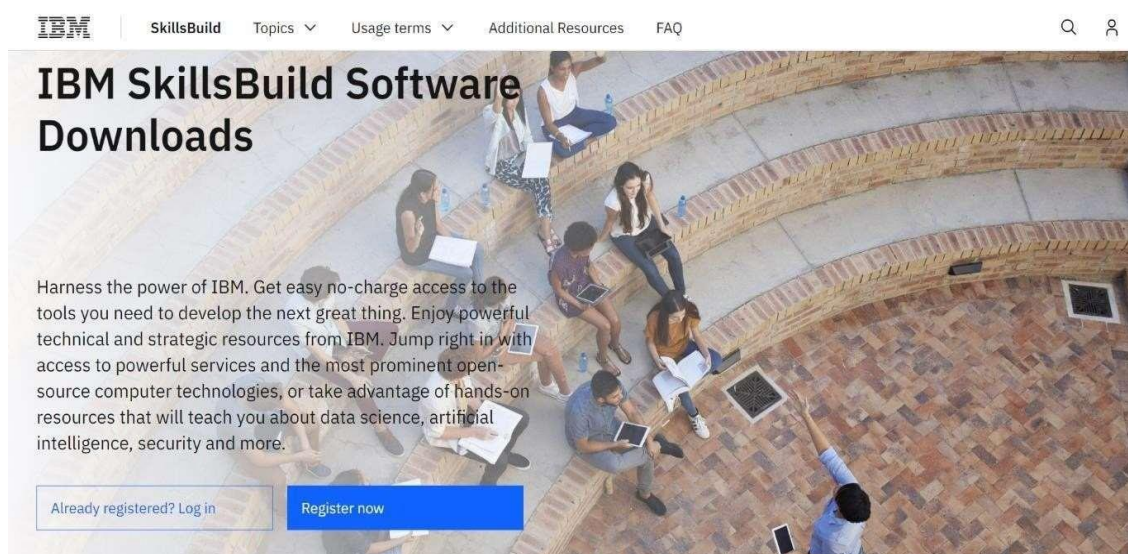 IBM
SkillsBuild
Topics
Usage terms
Additional Resources
FAQ
IBM SkillsBuild Software
Downloads
Harness the power of IBM. Get easy no-charge access to the
tools you need to develop the next great thing. Enjoy powerful
technical and strategic resources from IBM. Jump right in with
access to powerful services and the most prominent open-
source computer technologies, or take advantage of hands-on
resources that will teach you about data science, artificial
intelligence, security and more.
Already registered? Log in
Register now